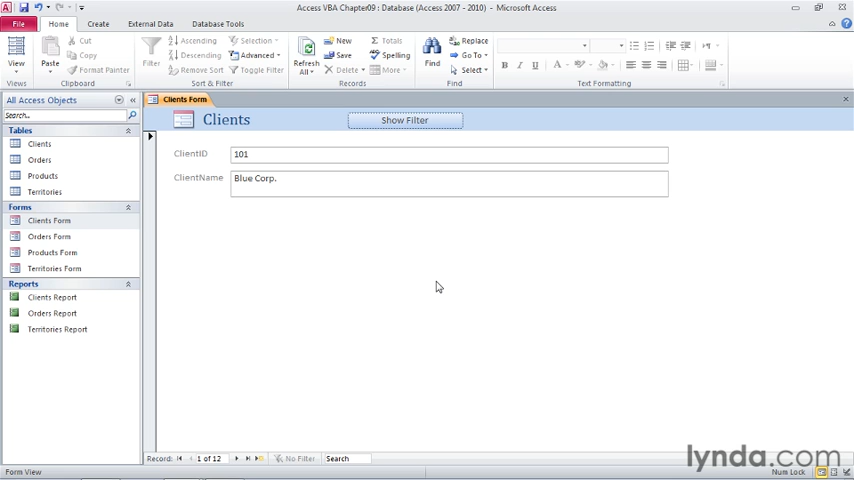 Access VBA Chapter09 : Database (Access 2007 - 2010) - Microsoft Access
File Home Create External Data Database Tools
View
Views
Paste
Cut
Copy
Format Painter
Clipboard
Filter
Ascending
Descending
Remove Sort
Selection
Advanced
Toggle Filter
Sort & Filter
Refresh
All
New
Save
Delete
Totals
Spelling
More
Records
Find
Replace
Go To
Select
Find
B I U A
Text Formatting
All Access Objects
Search...
Tables
Clients
Orders
Products
Territories
Forms
Clients Form
Orders Form
Products Form
Territories Form
Reports
Clients Report
Orders Report
Territories Report
Clients Form
Clients
Show Filter
ClientID 101
ClientName Blue Corp.
Record: 1 of 12 No Filter Search
Form View
Num Lock
lynda.com